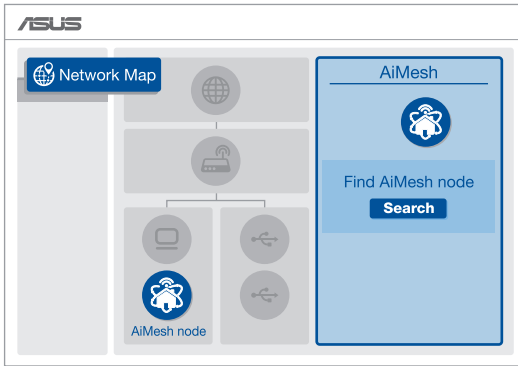 ASUS
Network Map
AiMesh
Find AiMesh node
Search
AiMesh node